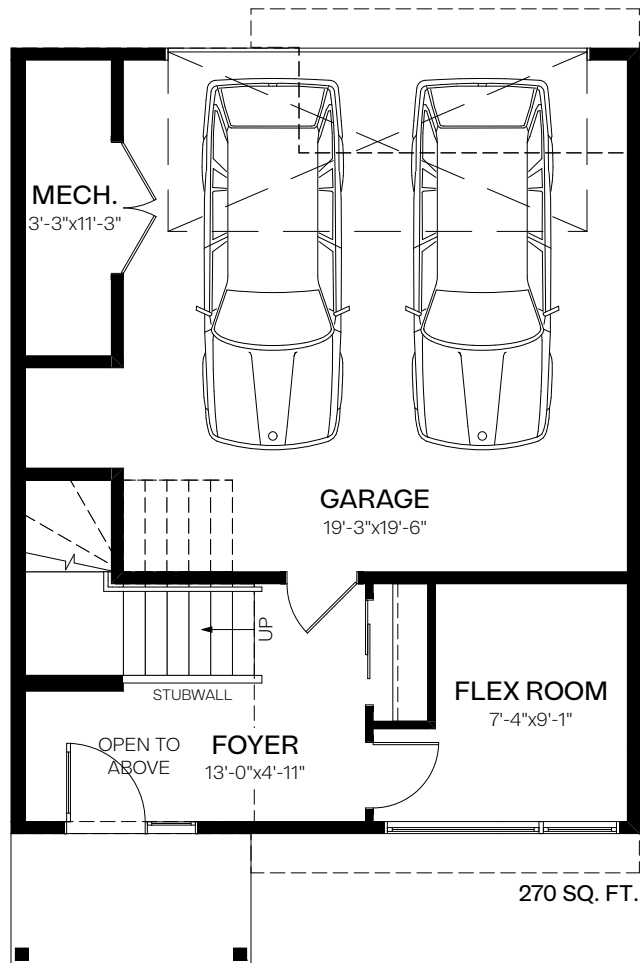 MECH.
3'-3"x11'-3"
GARAGE
19'-3"x19'-6"
UP
STUBWALL
FLEX ROOM
7'-4"x9'-1"
OPEN TO
ABOVE
FOYER
13'-0"x4'-11"
270 SQ. FT.